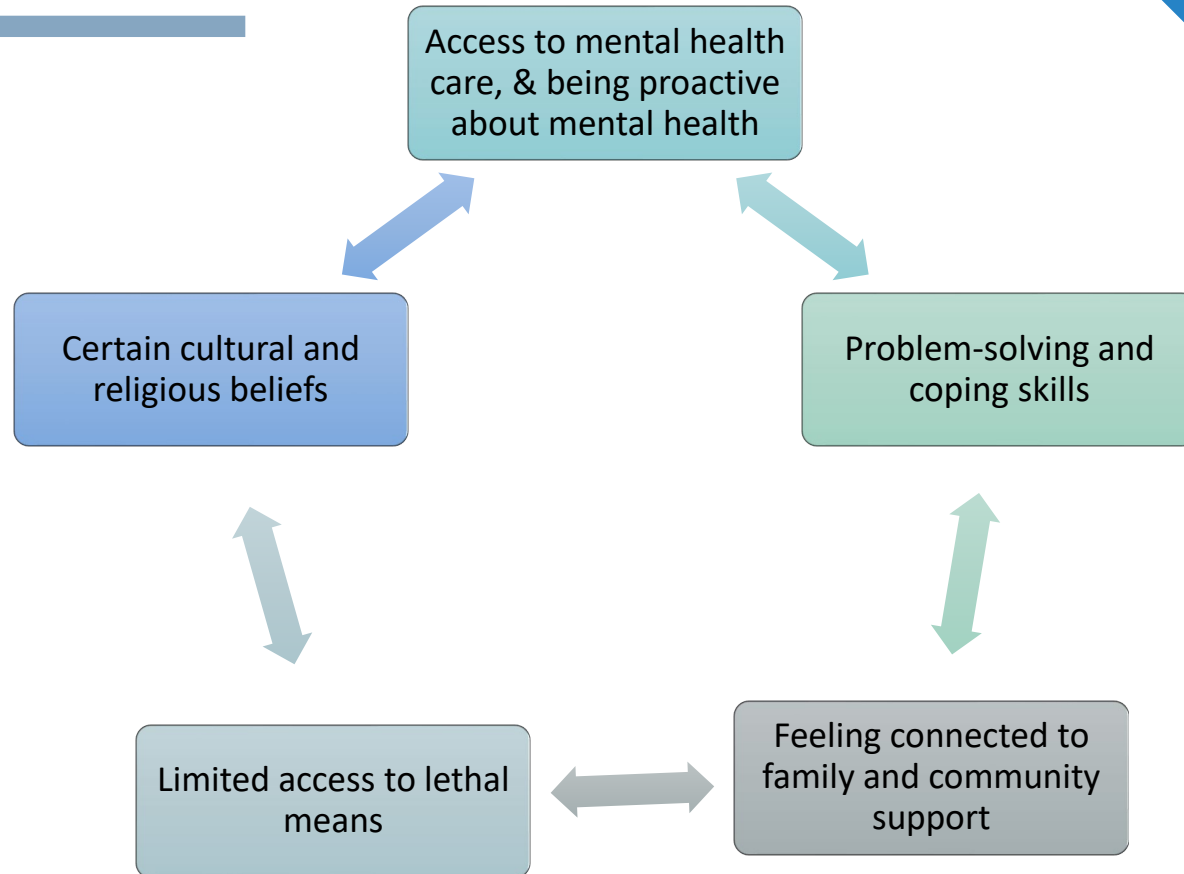 Access to mental health
care, & being proactive
about mental health
Certain cultural and
religious beliefs
Problem-solving and
coping skills
Limited access to lethal
means
Feeling connected to
family and community
support